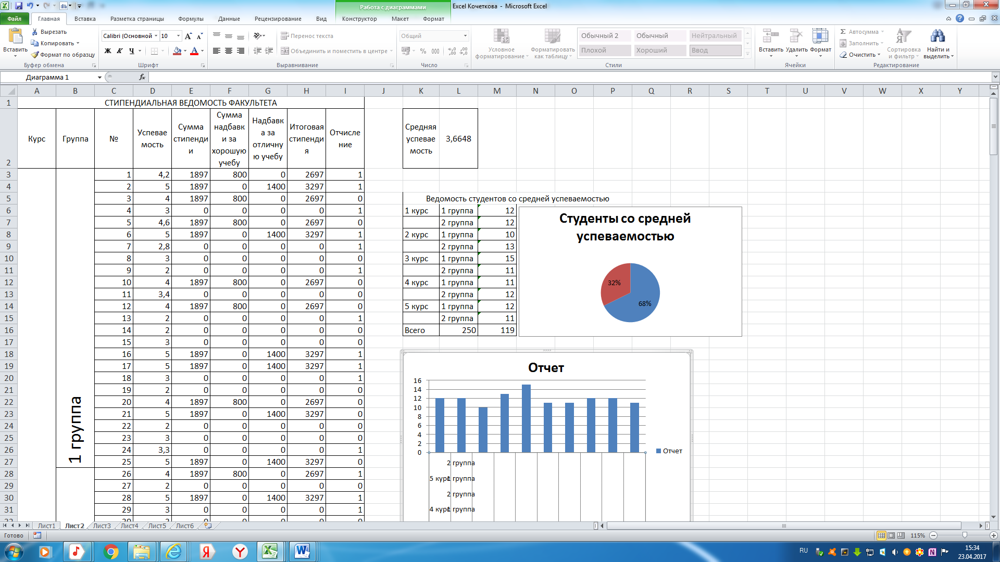 Работа с диаграммами
Excel Кочеткова - Microsoft Excel
Файл Главная Вставка Разметка страницы Формулы Данные Рецензирование Вид Конструктор Макет Формат
Вставить
Вырезать
Копировать
Формат по образцу
Буфер обмена
Calibri (Основной 10
Ж К Ч
Шрифт
Перенос текста
Объединить и поместить в центре
Выравнивание
Общий
% 000
Число
Условное форматирование
Форматировать как таблицу
Обычный 2 Обычный Нейтральный
Плохой Хороший Ввод
Стили
Вставить Удалить Формат
Ячейки
Автосумма
Заполнить
Очистить
Сортировка и фильтр
Найти и выделить
Редактирование
Диаграмма 1 fx
A B C D E F G H I J K L M N O P Q R S T U V W X Y
1 СТИПЕНДИАЛЬНАЯ ВЕДОМОСТЬ ФАКУЛЬТЕТА
2 Курс Группа № Успевае мость Сумма стипенди и Сумма надбавк и за хорошую учебу Надбавк а за отличну ю учебу Итоговая стипенди я Отчисле ние Средняя успевае мость 3,6648
3 1 4,2 1897 800 0 2697 1
4 2 5 1897 0 1400 3297 1
5 3 4 1897 800 0 2697 0 Ведомость студентов со средней успеваемостью
6 4 3 0 0 0 0 1 1 курс 1 группа 12
7 5 4,6 1897 800 0 2697 0 2 группа 12
8 6 5 1897 0 1400 3297 1 2 курс 1 группа 10
9 7 2,8 0 0 0 0 1 2 группа 13
10 8 3 0 0 0 0 0 3 курс 1 группа 15
11 9 2 0 0 0 0 1 2 группа 11
12 10 4 1897 800 0 2697 0 4 курс 1 группа 11
13 11 3,4 0 0 0 0 0 2 группа 12
14 12 4 1897 800 0 2697 0 5 курс 1 группа 12
15 13 2 0 0 0 0 1 2 группа 11
16 14 2 0 0 0 0 0 Всего 250 119
17 15 3 0 0 0 0 0
18 16 5 1897 0 1400 3297 1
19 17 5 1897 0 1400 3297 1
20 18 3 0 0 0 0 1
21 19 2 0 0 0 0 0
22 20 4 1897 800 0 2697 0
23 21 5 1897 0 1400 3297 0
24 22 2 0 0 0 0 0
25 23 3 0 0 0 0 0
26 24 3,3 0 0 0 0 1
27 25 5 1897 0 1400 3297 0
28 26 4 1897 800 0 2697 1
29 27 2 0 0 0 0 0
30 28 5 1897 0 1400 3297 1
31 29 3 0 0 0 0 1
1 группа
Студенты со средней
успеваемостью
32%
68%
Отчет
16
14
12
10
8
6
4
2
0
Отчет
2 группа
5 курс 1 группа
2 группа
4 курс 1 группа
Лист1 Лист2 Лист3 Лист4 Лист5 Лист6
Готово 115%
RU 15:34
23.04.2017